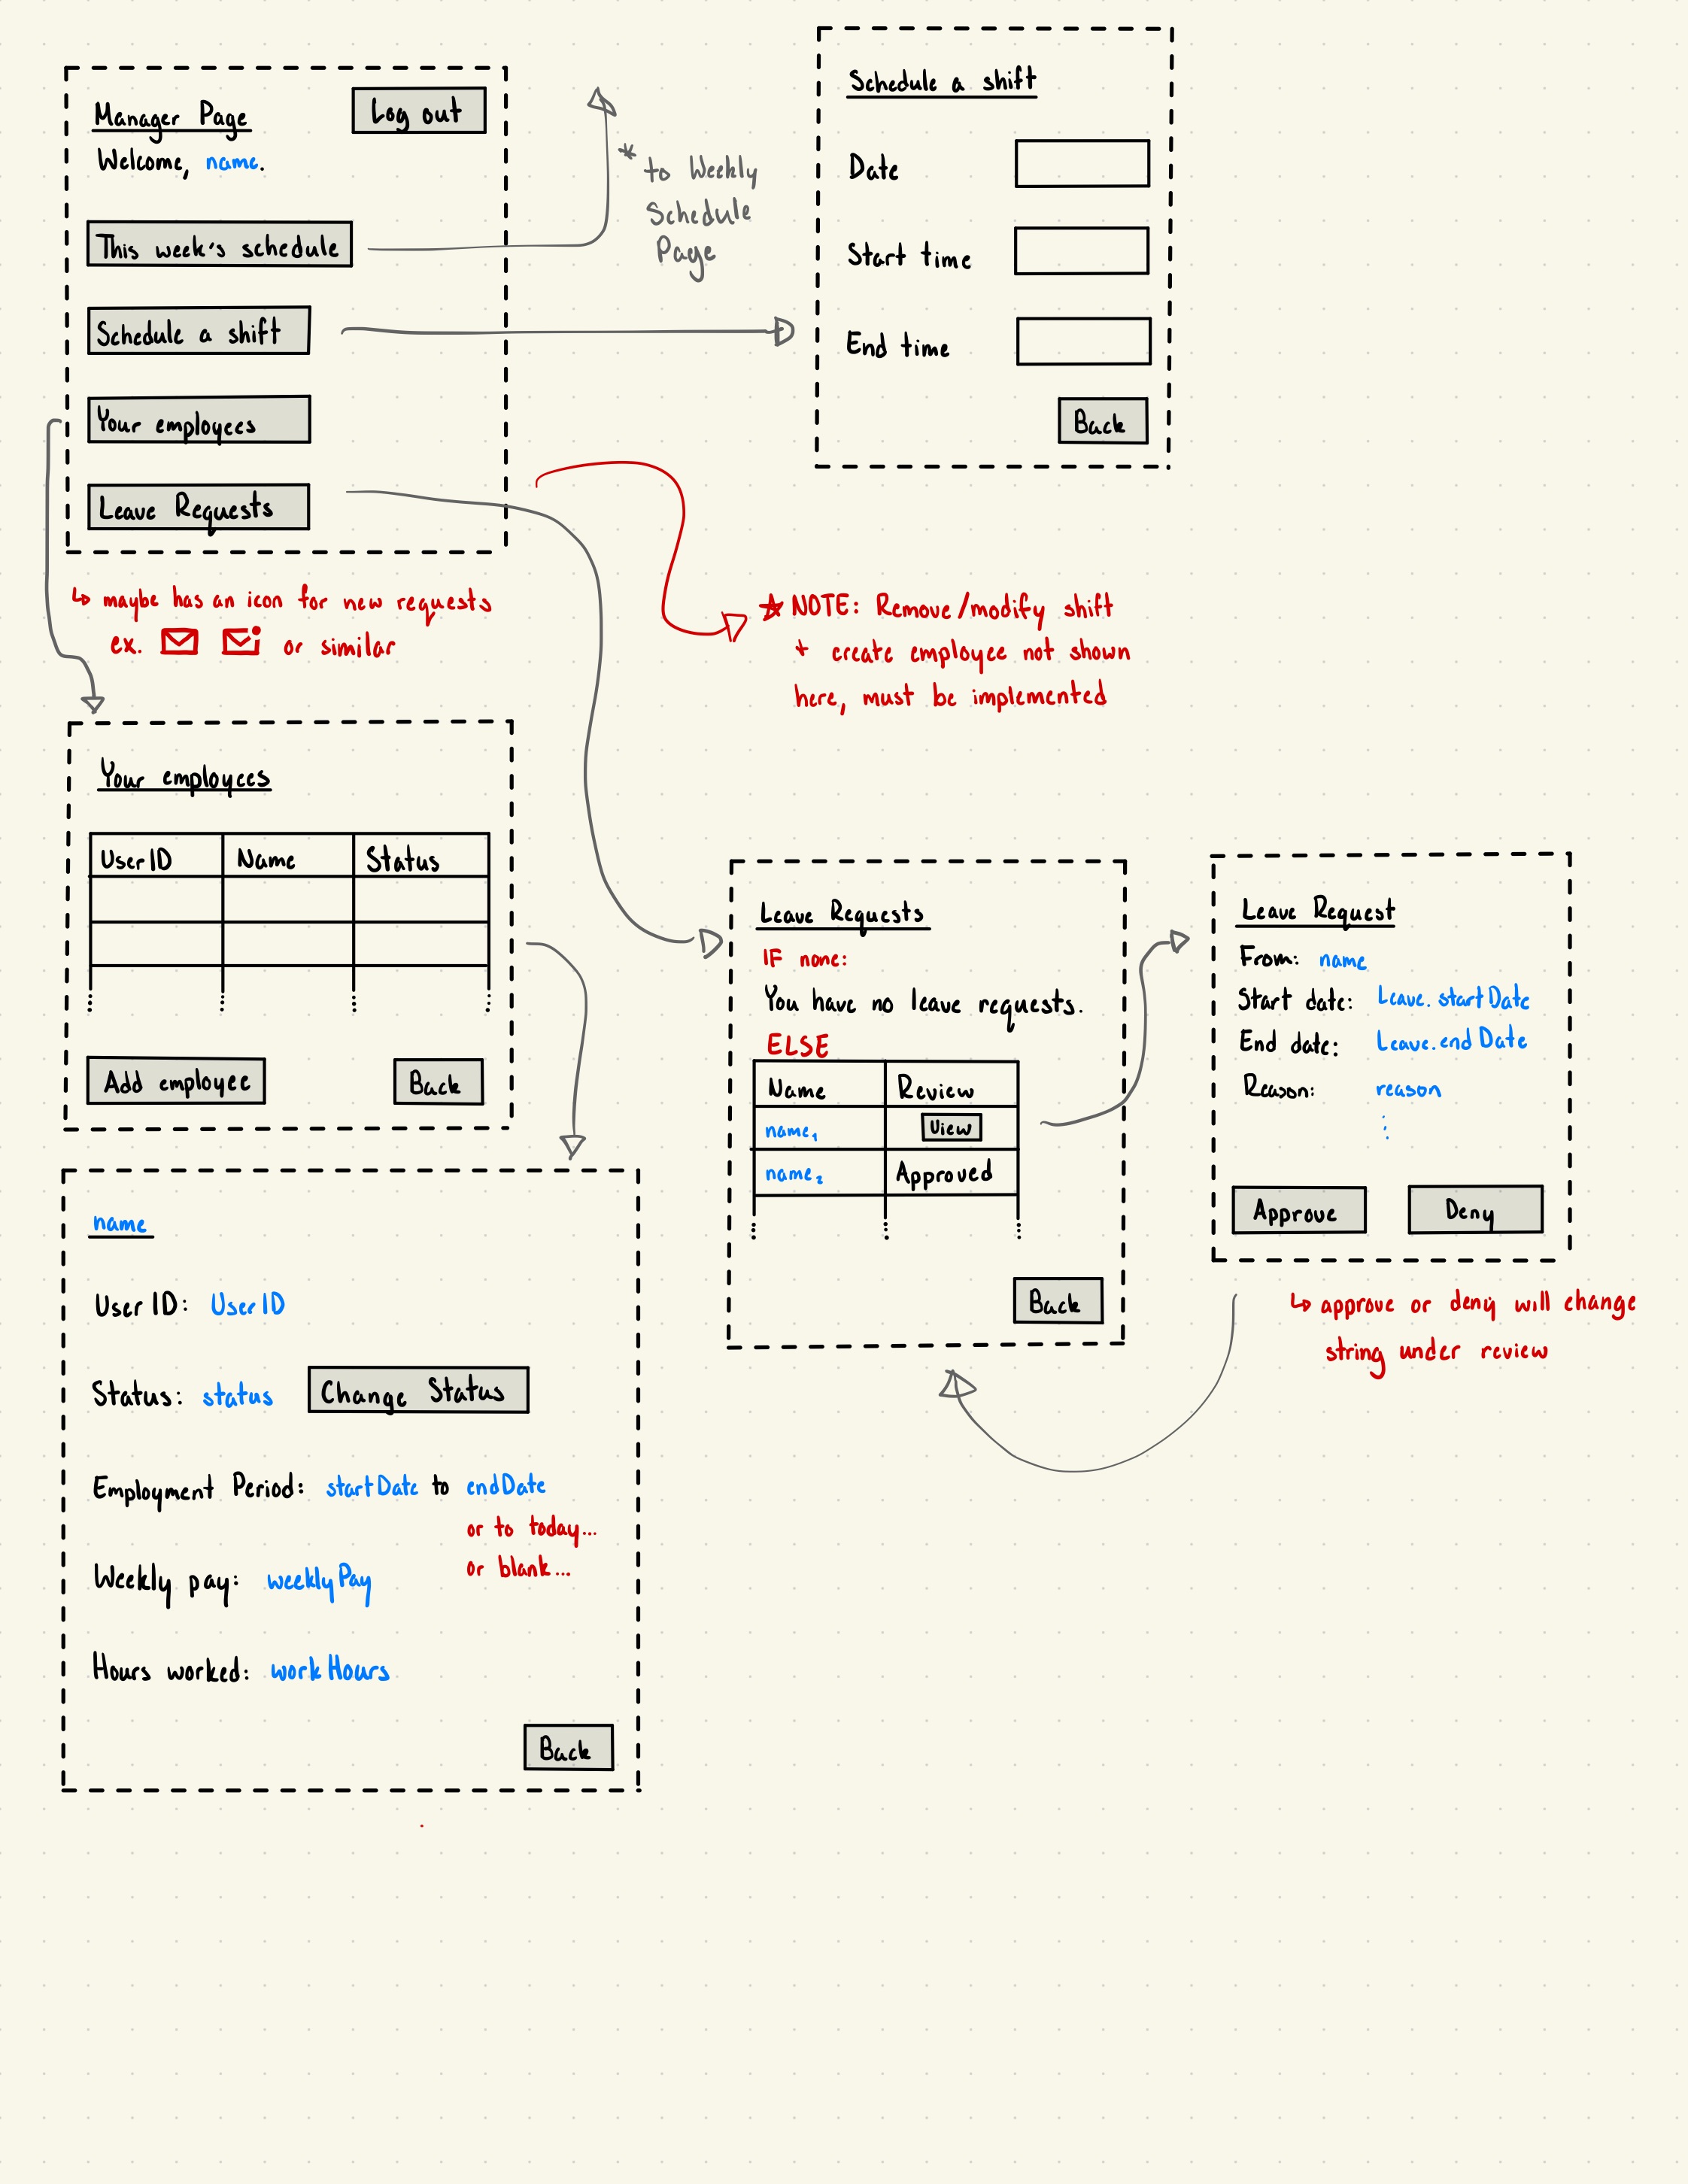 Manager Page
Log out
Welcome, name.
This week's schedule
Schedule a shift
Your employees
Leave Requests
* to Weekly
Schedule
Page
Schedule a shift
Date
Start time
End time
Back
↳ maybe has an icon for new requests
ex. or similar
★ NOTE: Remove/modify shift
+ create employee not shown
here, must be implemented
Your employees
User ID Name Status
Add employee Back
name
User ID: User ID
Status: status Change Status
Employment Period: startDate to endDate
or to today...
or blank...
Weekly pay: weeklyPay
Hours worked: workHours
Back
Leave Requests
IF none:
You have no leave requests.
ELSE
Name Review
name₁ View
name₂ Approved
Back
Leave Request
From: name
Start date: Leave.startDate
End date: Leave.endDate
Reason: reason
Approve Deny
↳ approve or deny will change
string under review